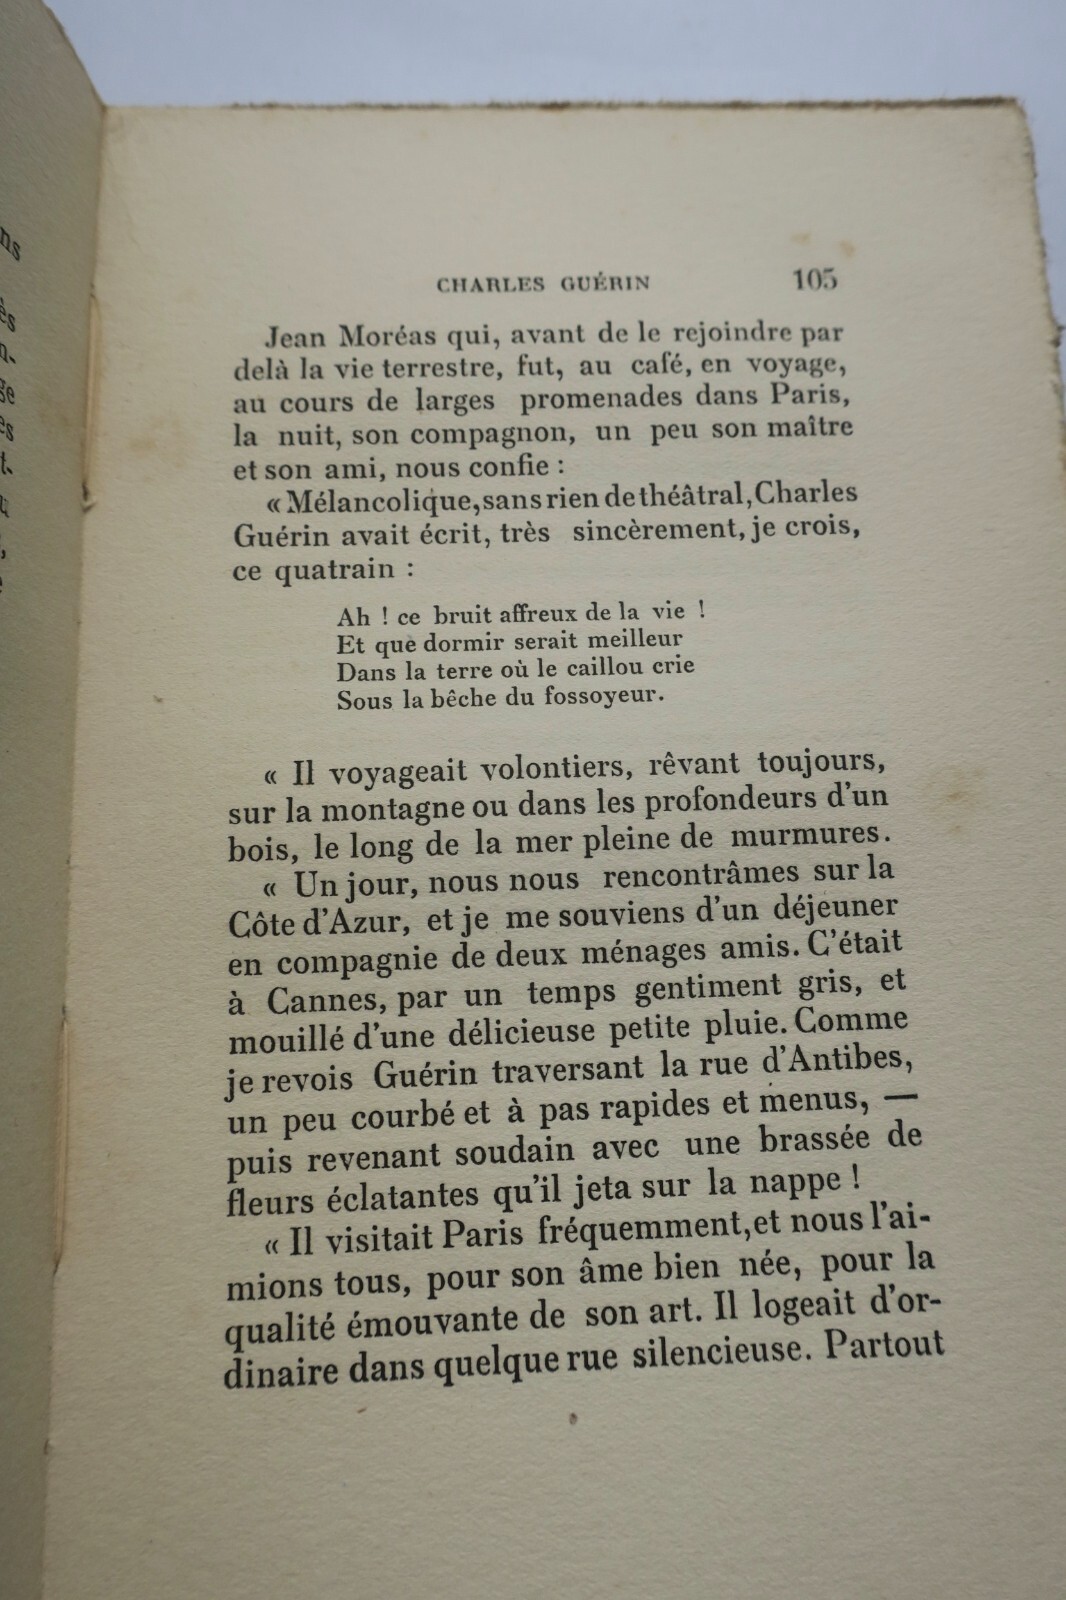 CHARLES GUÉRIN 105
Jean Moréas qui, avant de le rejoindre par
delà la vie terrestre, fut, au café, en voyage,
au cours de larges promenades dans Paris,
la nuit, son compagnon, un peu son maître
et son ami, nous confie :
« Mélancolique, sans rien de théâtral, Charles
Guérin avait écrit, très sincèrement, je crois,
ce quatrain :
Ah ! ce bruit affreux de la vie !
Et que dormir serait meilleur
Dans la terre où le caillou crie
Sous la bêche du fossoyeur.
« Il voyageait volontiers, rêvant toujours,
sur la montagne ou dans les profondeurs d'un
bois, le long de la mer pleine de murmures.
« Un jour, nous nous rencontrâmes sur la
Côte d'Azur, et je me souviens d'un déjeuner
en compagnie de deux ménages amis. C'était
à Cannes, par un temps gentiment gris, et
mouillé d'une délicieuse petite pluie. Comme
je revois Guérin traversant la rue d'Antibes,
un peu courbé et à pas rapides et menus, —
puis revenant soudain avec une brassée de
fleurs éclatantes qu'il jeta sur la nappe !
« Il visitait Paris fréquemment, et nous l'ai-
mions tous, pour son âme bien née, pour la
qualité émouvante de son art. Il logeait d'or-
dinaire dans quelque rue silencieuse. Partout